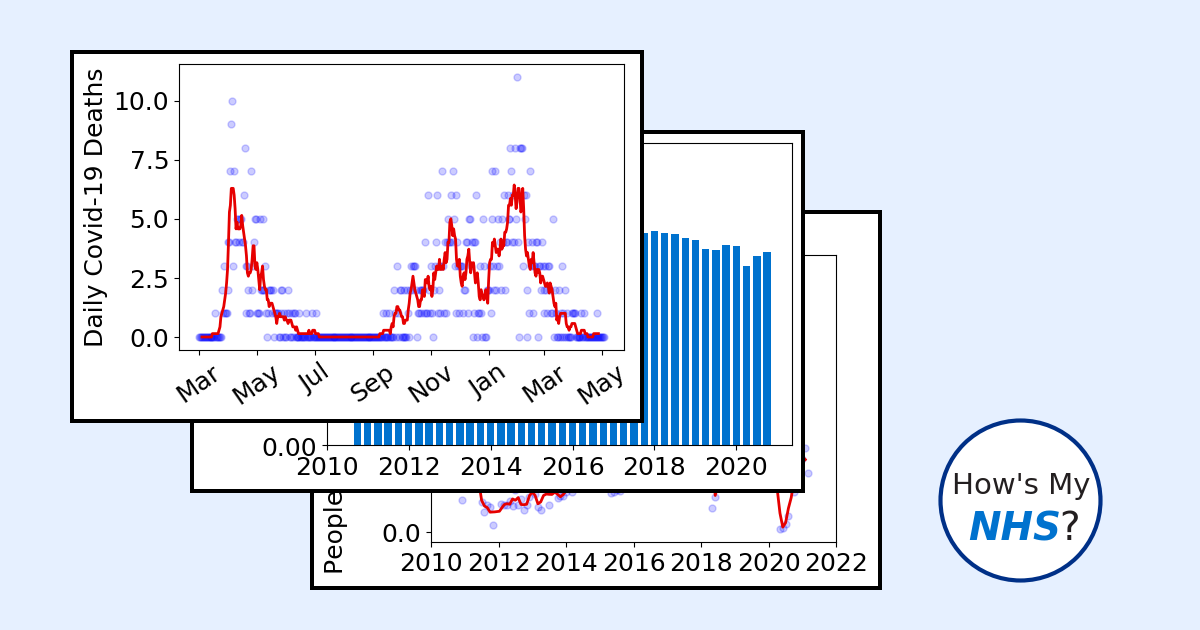 Daily Covid-19 Deaths
10.0
7.5
5.0
2.5
0.0
Mar May Jul Sep Nov Jan Mar May
0.00
2010 2012 2014 2016 2018 2020
People
0.0
2010 2012 2014 2016 2018 2020 2022
How's My
NHS?